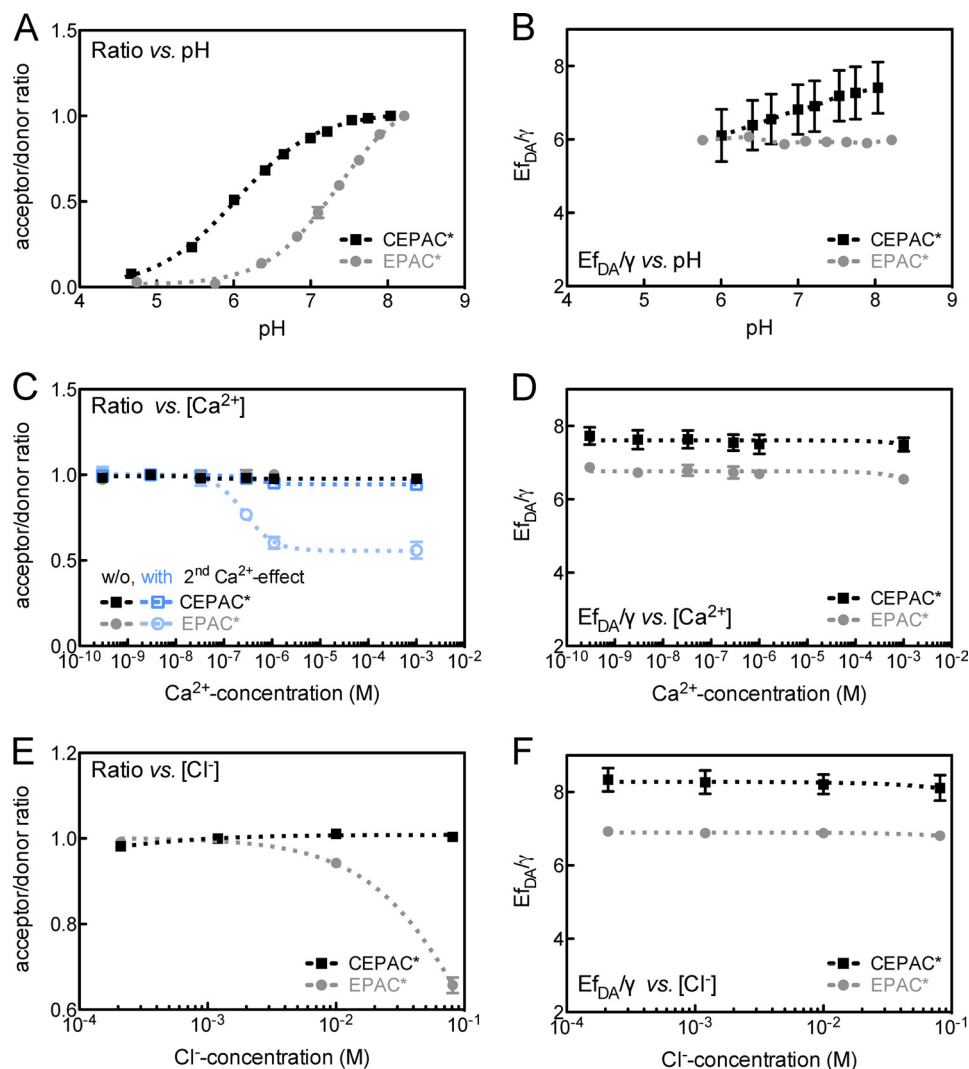 A
Ratio vs. pH
acceptor/donor ratio
1.5
1.0
0.5
0.0
CEPAC*
EPAC*
4 5 6 7 8 9
pH
B
Ef_DA/γ
8
6
4
2
CEPAC*
EPAC*
Ef_DA/γ vs. pH
4 5 6 7 8 9
pH
C
Ratio vs. [Ca²⁺]
acceptor/donor ratio
1.5
1.0
0.5
0.0
w/o, with 2ⁿᵈ Ca²⁺-effect
CEPAC*
EPAC*
10⁻¹⁰ 10⁻⁹ 10⁻⁸ 10⁻⁷ 10⁻⁶ 10⁻⁵ 10⁻⁴ 10⁻³ 10⁻²
Ca²⁺-concentration (M)
D
Ef_DA/γ
8
6
4
2
CEPAC*
EPAC*
Ef_DA/γ vs. [Ca²⁺]
10⁻¹⁰ 10⁻⁹ 10⁻⁸ 10⁻⁷ 10⁻⁶ 10⁻⁵ 10⁻⁴ 10⁻³ 10⁻²
Ca²⁺-concentration (M)
E
Ratio vs. [Cl⁻]
acceptor/donor ratio
1.2
1.0
0.8
0.6
CEPAC*
EPAC*
10⁻⁴ 10⁻³ 10⁻² 10⁻¹
Cl⁻-concentration (M)
F
Ef_DA/γ
8
6
4
2
CEPAC*
EPAC*
Ef_DA/γ vs. [Cl⁻]
10⁻⁴ 10⁻³ 10⁻² 10⁻¹
Cl⁻-concentration (M)